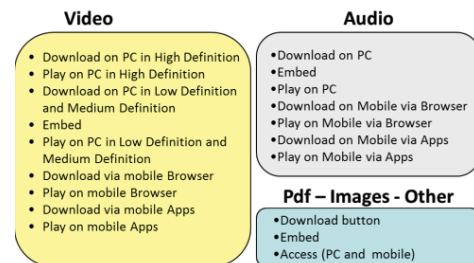 Video
• Download on PC in High Definition
• Play on PC in High Definition
• Download on PC in Low Definition
and Medium Definition
• Embed
• Play on PC in Low Definition and
Medium Definition
• Download via mobile Browser
• Play on mobile Browser
• Download via mobile Apps
• Play on mobile Apps
Audio
•Download on PC
•Embed
•Play on PC
•Download on Mobile via Browser
•Play on Mobile via Browser
•Download on Mobile via Apps
•Play on Mobile via Apps
Pdf – Images - Other
•Download button
•Embed
•Access (PC and mobile)